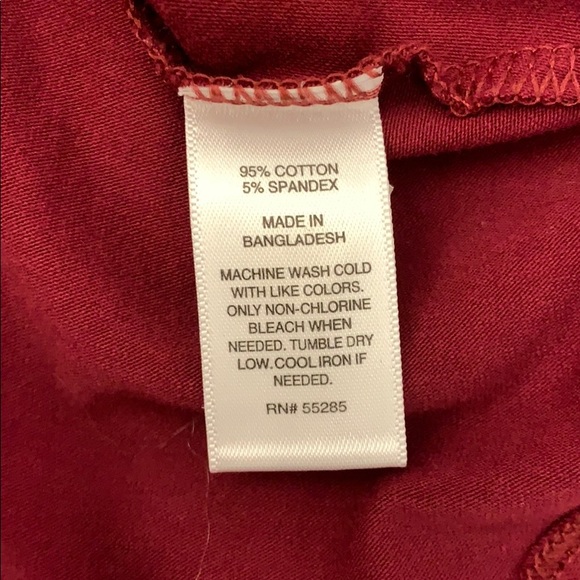 95% COTTON
5% SPANDEX
MADE IN
BANGLADESH
MACHINE WASH COLD
WITH LIKE COLORS.
ONLY NON-CHLORINE
BLEACH WHEN
NEEDED. TUMBLE DRY
LOW. COOL IRON IF
NEEDED.
RN# 55285